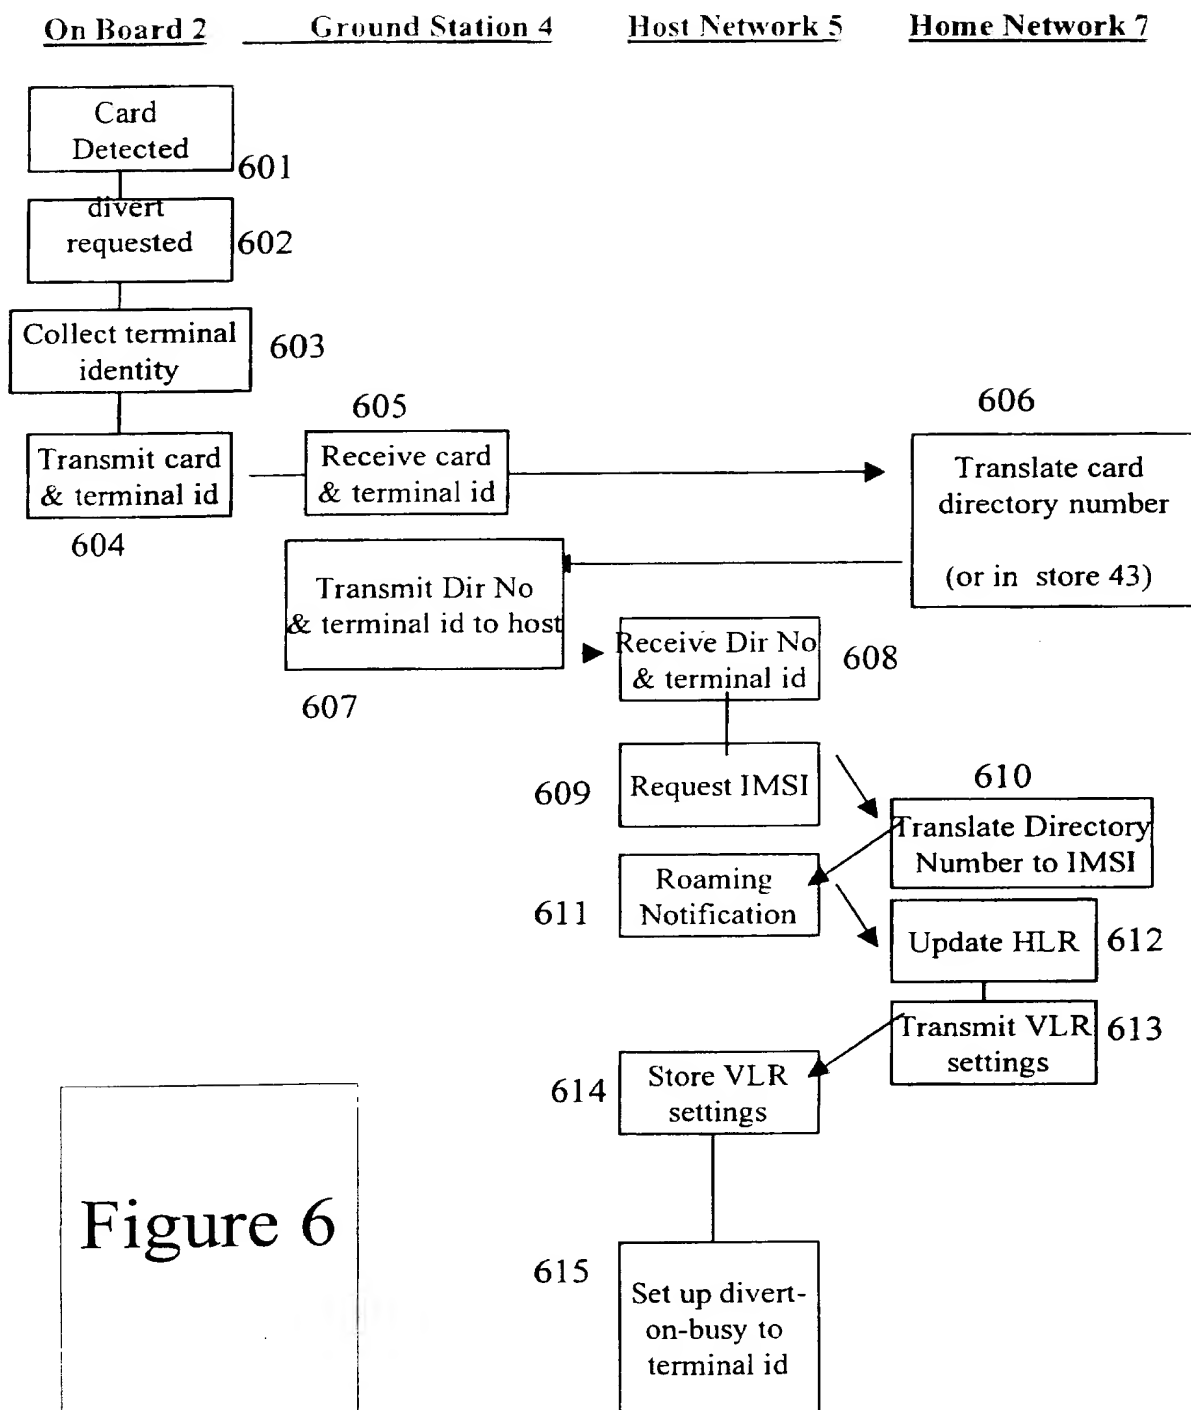 On Board 2 Ground Station 4 Host Network 5 Home Network 7
Card
Detected
601
divert
requested
602
Collect terminal
identity
603
Transmit card
& terminal id
604
605
Receive card
& terminal id
606
Translate card
directory number
(or in store 43)
Transmit Dir No
& terminal id to host
607
Receive Dir No
& terminal id
608
609
Request IMSI
610
Translate Directory
Number to IMSI
611
Roaming
Notification
Update HLR
612
Transmit VLR
settings
613
614
Store VLR
settings
615
Set up divert-
on-busy to
terminal id
Figure 6